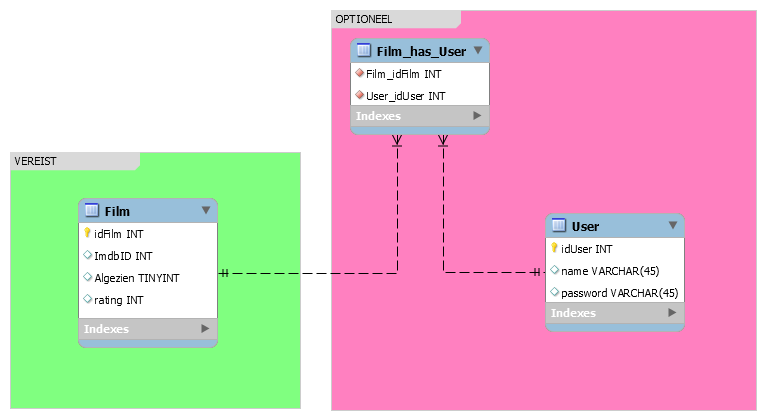 OPTIONEEL
Film_has_User
Film_idFilm INT
User_idUser INT
Indexes
VEREIST
Film
idFilm INT
ImdbID INT
Algezien TINYINT
rating INT
Indexes
User
idUser INT
name VARCHAR(45)
password VARCHAR(45)
Indexes